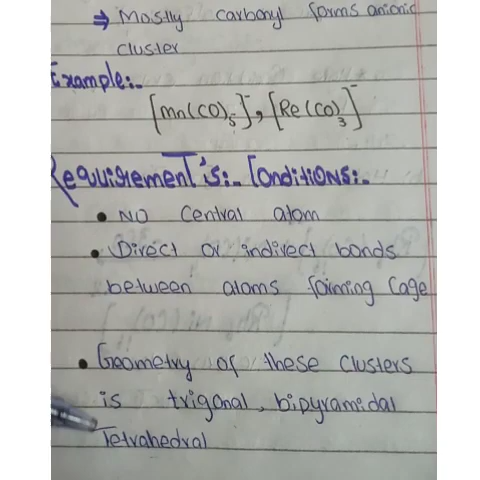 ⇒ Mostly carbonyl forms anionic
cluster
Example:-
[Mn(CO)5]⁻, [Re(CO)3]⁻
Requirement's:- Conditions:-
• NO Central atom
• Direct or indirect bonds
between atoms forming Cage
• Geometry of these clusters
is trigonal, bipyramidal
Tetrahedral